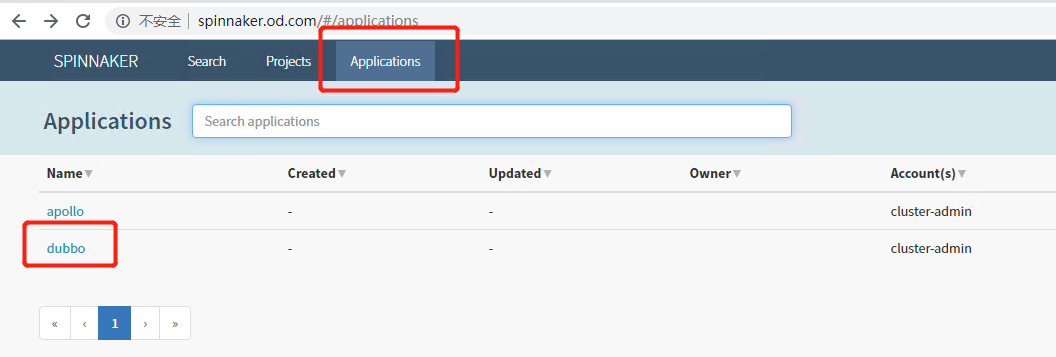 不安全 | spinnaker.od.com/#/applications
SPINNAKER Search Projects Applications
Applications Search applications
Name Created Updated Owner Account(s)
apollo - - cluster-admin
dubbo - - cluster-admin
« ‹ 1 › »